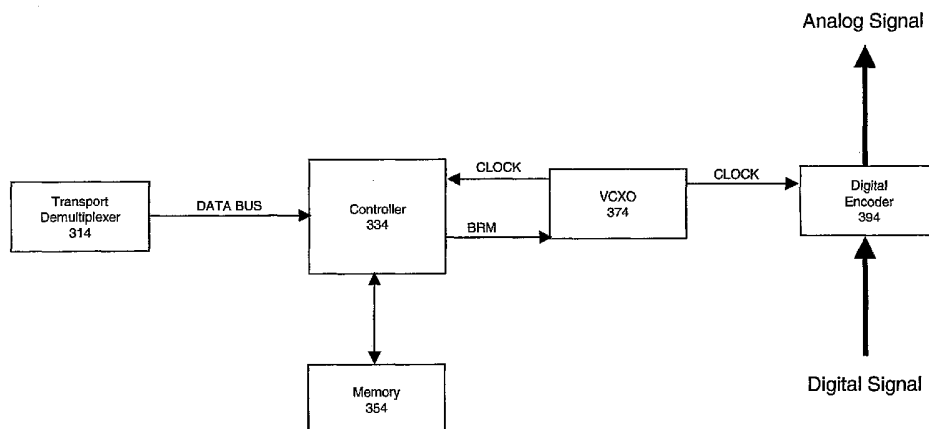 Analog Signal
Transport
Demultiplexer
314
DATA BUS
Controller
334
CLOCK
BRM
VCXO
374
CLOCK
Digital
Encoder
394
Memory
354
Digital Signal